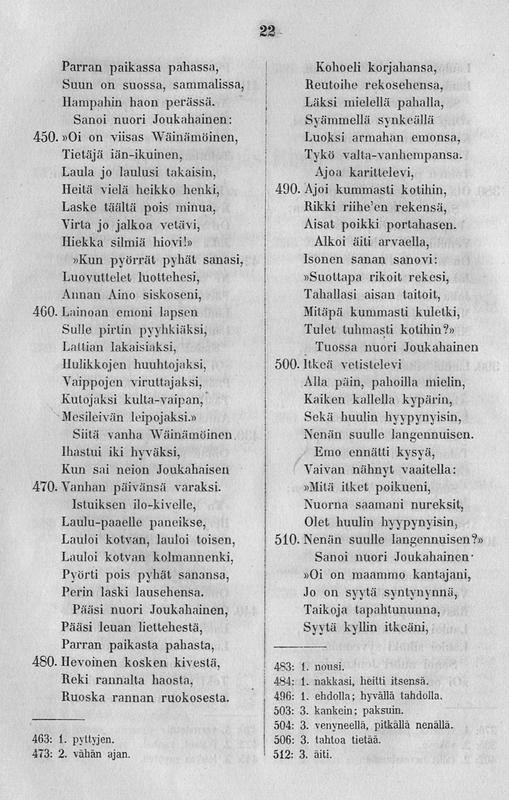 22
Parran paikassa pahassa,
Suun on suossa, sammalissa,
Hampahin haon perässä.
Sanoi nuori Joukahainen:
450. »Oi on viisas Wäinämöinen,
Tietäjä iän-ikuinen,
Laula jo laulusi takaisin,
Heitä vielä heikko henki,
Laske täältä pois minua,
Virta jo jalkoa vetävi,
Hiekka silmiä hiovi!»
»Kun pyörrät pyhät sanasi,
Luovuttelet luottehesi,
Annan Aino siskoseni,
460. Lainoan emoni lapsen
Sulle pirtin pyyhkiäksi,
Lattian lakaisiaksi,
Hulikkojen huuhtojaksi,
Vaippojen viruttajaksi,
Kutojaksi kulta-vaipan,
Mesileivän leipojaksi.»
Siitä vanha Wäinämöinen
Ihastui iki hyväksi,
Kun sai neion Joukahaisen
470. Vanhan päivänsä varaksi.
Istuiksen ilo-kivelle,
Laulu-paaelle paneikse,
Lauloi kotvan, lauloi toisen,
Lauloi kotvan kolmannenki,
Pyörti pois pyhät sanansa,
Perin laski lausehensa.
Pääsi nuori Joukahainen,
Pääsi leuan liettehestä,
Parran paikasta pahasta,
480. Hevoinen kosken kivestä,
Reki rannalta haosta,
Ruoska rannan ruokosesta.
463: 1. pyttyjen.
473: 2. vähän ajan.
Kohoeli korjahansa,
Reutoihe rekosehensa,
Läksi mielellä pahalla,
Syämmellä synkeällä
Luoksi armahan emonsa,
Tykö valta-vanhempansa.
Ajoa karittelevi,
490. Ajoi kummasti kotihin,
Rikki riihe'en rekensä,
Aisat poikki portahasen.
Alkoi äiti arvaella,
Isonen sanan sanovi:
»Suottapa rikoit rekesi,
Tahallasi aisan taitoit,
Mitäpä kummasti kuletki,
Tulet tuhmasti kotihin?»
Tuossa nuori Joukahainen
500. Itkeä vetistelevi
Alla päin, pahoilla mielin,
Kaiken kallella kypärin,
Sekä huulin hyypynyisin,
Nenän suulle langennuisen.
Emo ennätti kysyä,
Vaivan nähnyt vaaitella:
»Mitä itket poikueni,
Nuorna saamani nureksit,
Olet huulin hyypynyisin,
510. Nenän suulle langennuisen?»
Sanoi nuori Joukahainen:
»Oi on maammo kantajani,
Jo on syytä syntynynnä,
Taikoja tapahtununna,
Syytä kyllin itkeäni,
483: 1. nousi.
484: 1. nakkasi, heitti itsensä.
496: 1. ehdolla; hyvällä tahdolla.
503: 3. kankein; paksuin.
504: 3. venyneellä, pitkällä nenällä.
506: 3. tahtoa tietää.
512: 3. äiti.